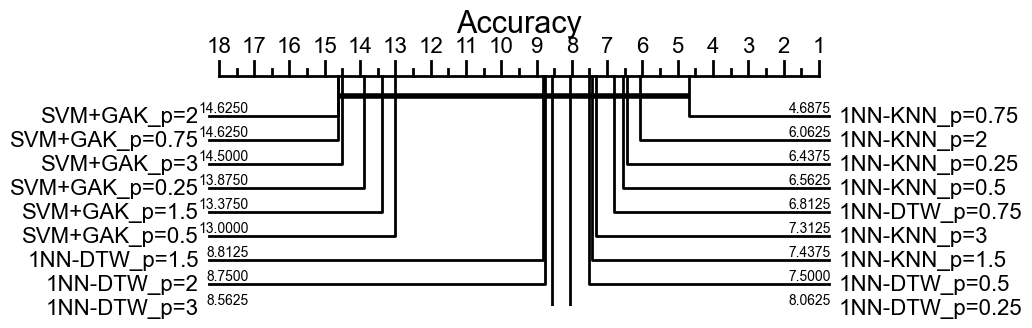 Accuracy
18 17 16 15 14 13 12 11 10 9 8 7 6 5 4 3 2 1
SVM+GAK_p=2 14.6250 4.6875 1NN-KNN_p=0.75
SVM+GAK_p=0.75 14.6250 6.0625 1NN-KNN_p=2
SVM+GAK_p=3 14.5000 6.4375 1NN-KNN_p=0.25
SVM+GAK_p=0.25 13.8750 6.5625 1NN-KNN_p=0.5
SVM+GAK_p=1.5 13.3750 6.8125 1NN-DTW_p=0.75
SVM+GAK_p=0.5 13.0000 7.3125 1NN-KNN_p=3
1NN-DTW_p=1.5 8.8125 7.4375 1NN-KNN_p=1.5
1NN-DTW_p=2 8.7500 7.5000 1NN-DTW_p=0.5
1NN-DTW_p=3 8.5625 8.0625 1NN-DTW_p=0.25